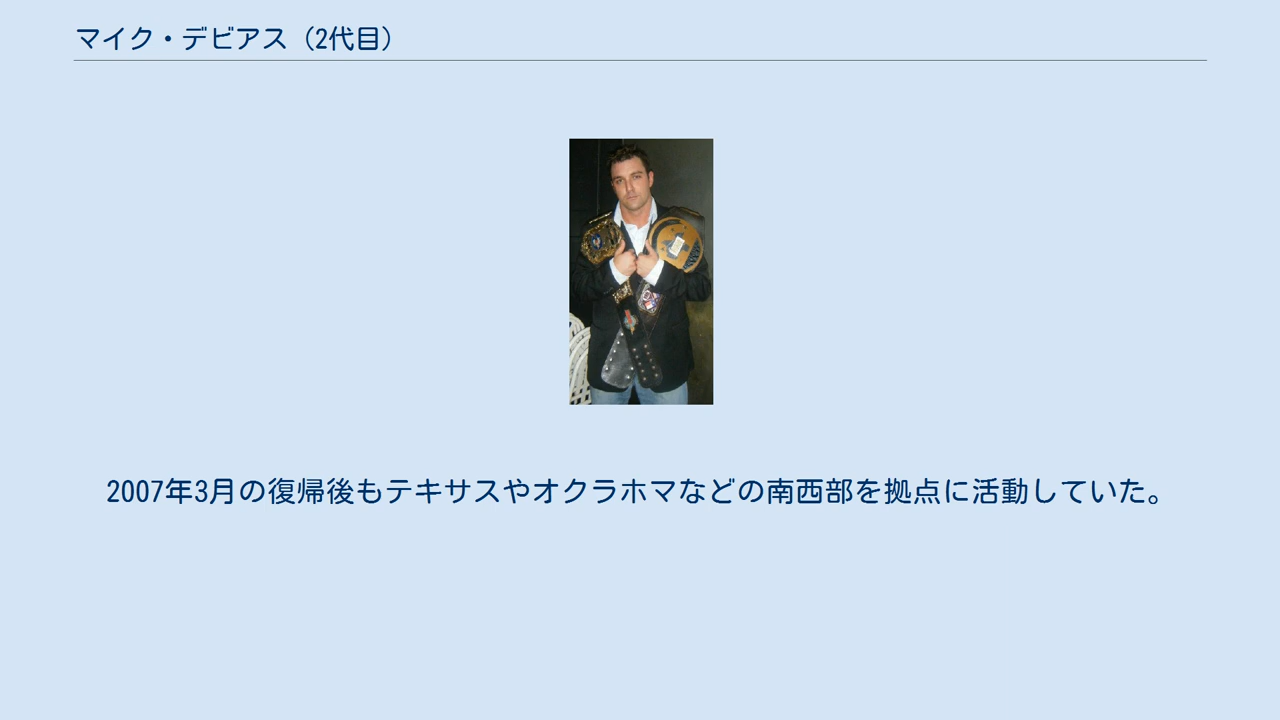 マイク・デビアス（2代目）
2007年3月の復帰後もテキサスやオクラホマなどの南西部を拠点に活動していた。